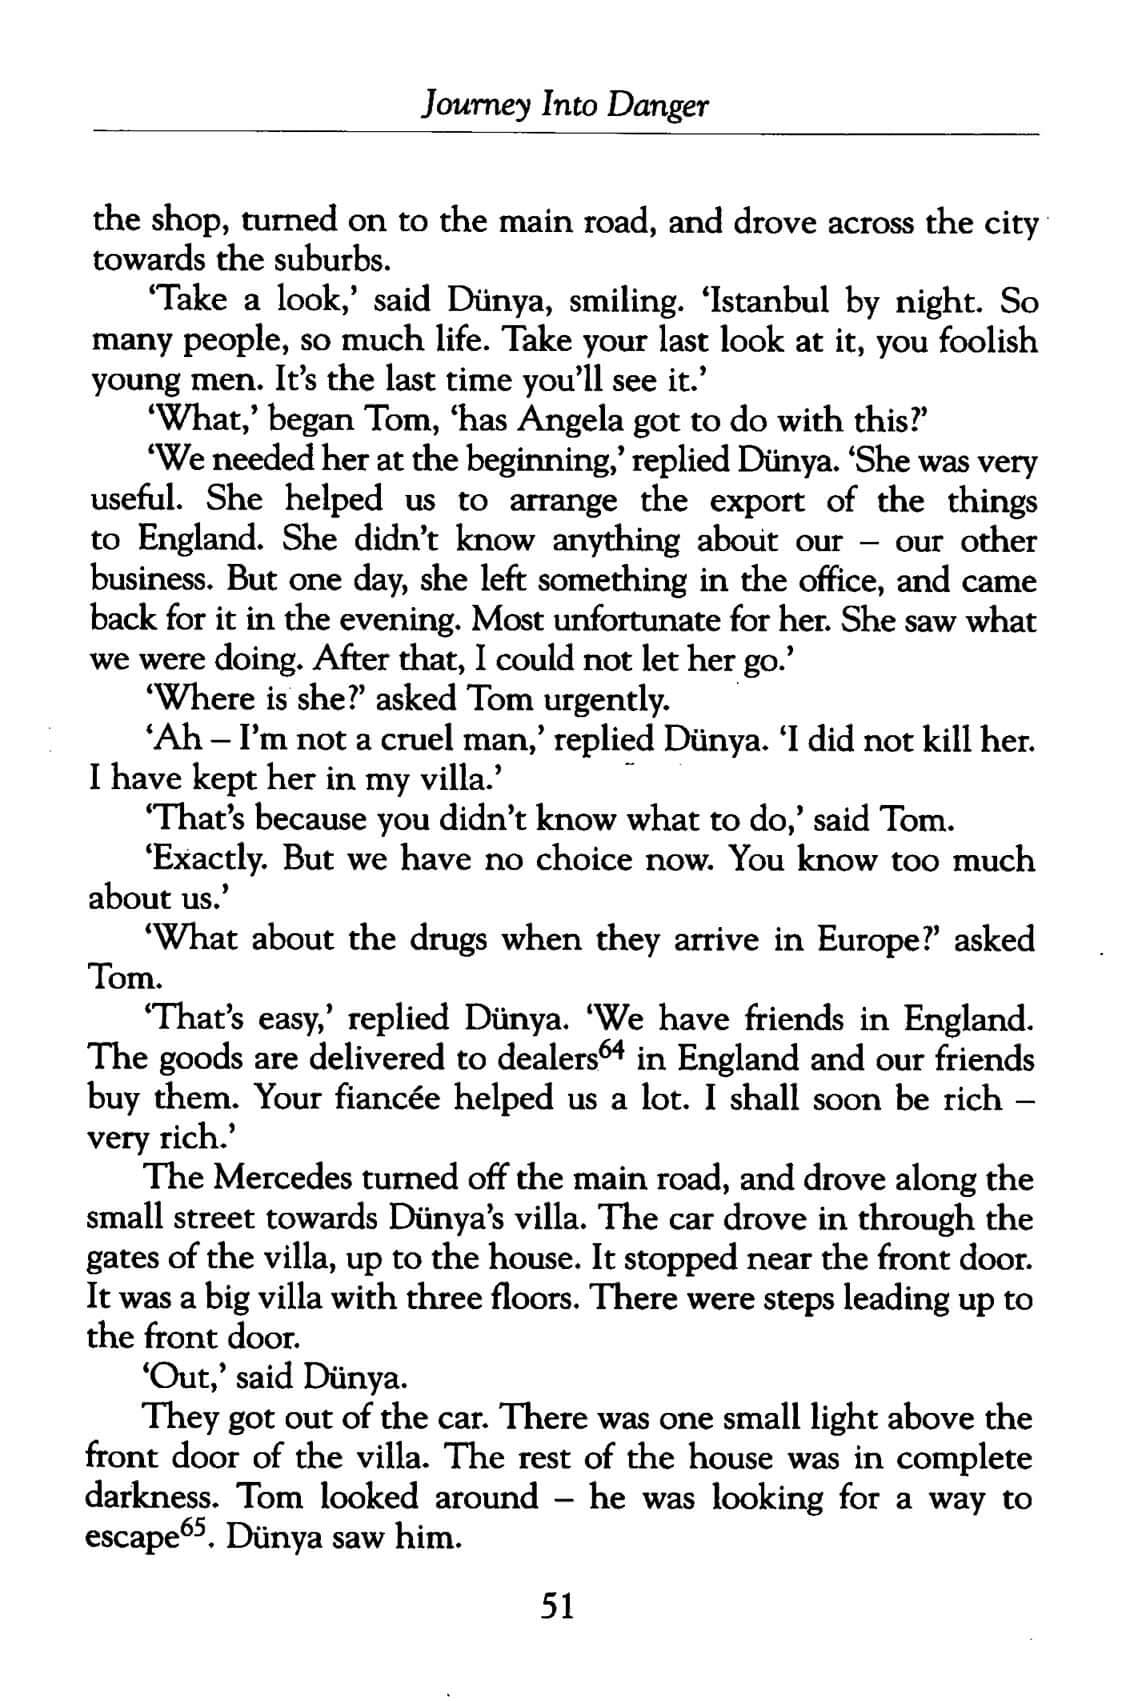 Journey Into Danger
the shop, turned on to the main road, and drove across the city
towards the suburbs.
‘Take a look,’ said Dünya, smiling. ‘Istanbul by night. So
many people, so much life. Take your last look at it, you foolish
young men. It’s the last time you’ll see it.’
‘What,’ began Tom, ‘has Angela got to do with this?’
‘We needed her at the beginning,’ replied Dünya. ‘She was very
useful. She helped us to arrange the export of the things
to England. She didn’t know anything about our – our other
business. But one day, she left something in the office, and came
back for it in the evening. Most unfortunate for her. She saw what
we were doing. After that, I could not let her go.’
‘Where is she?’ asked Tom urgently.
‘Ah – I’m not a cruel man,’ replied Dünya. ‘I did not kill her.
I have kept her in my villa.’
‘That’s because you didn’t know what to do,’ said Tom.
‘Exactly. But we have no choice now. You know too much
about us.’
‘What about the drugs when they arrive in Europe?’ asked
Tom.
‘That’s easy,’ replied Dünya. ‘We have friends in England.
The goods are delivered to dealers64 in England and our friends
buy them. Your fiancée helped us a lot. I shall soon be rich –
very rich.’
The Mercedes turned off the main road, and drove along the
small street towards Dünya’s villa. The car drove in through the
gates of the villa, up to the house. It stopped near the front door.
It was a big villa with three floors. There were steps leading up to
the front door.
‘Out,’ said Dünya.
They got out of the car. There was one small light above the
front door of the villa. The rest of the house was in complete
darkness. Tom looked around – he was looking for a way to
escape65. Dünya saw him.
51